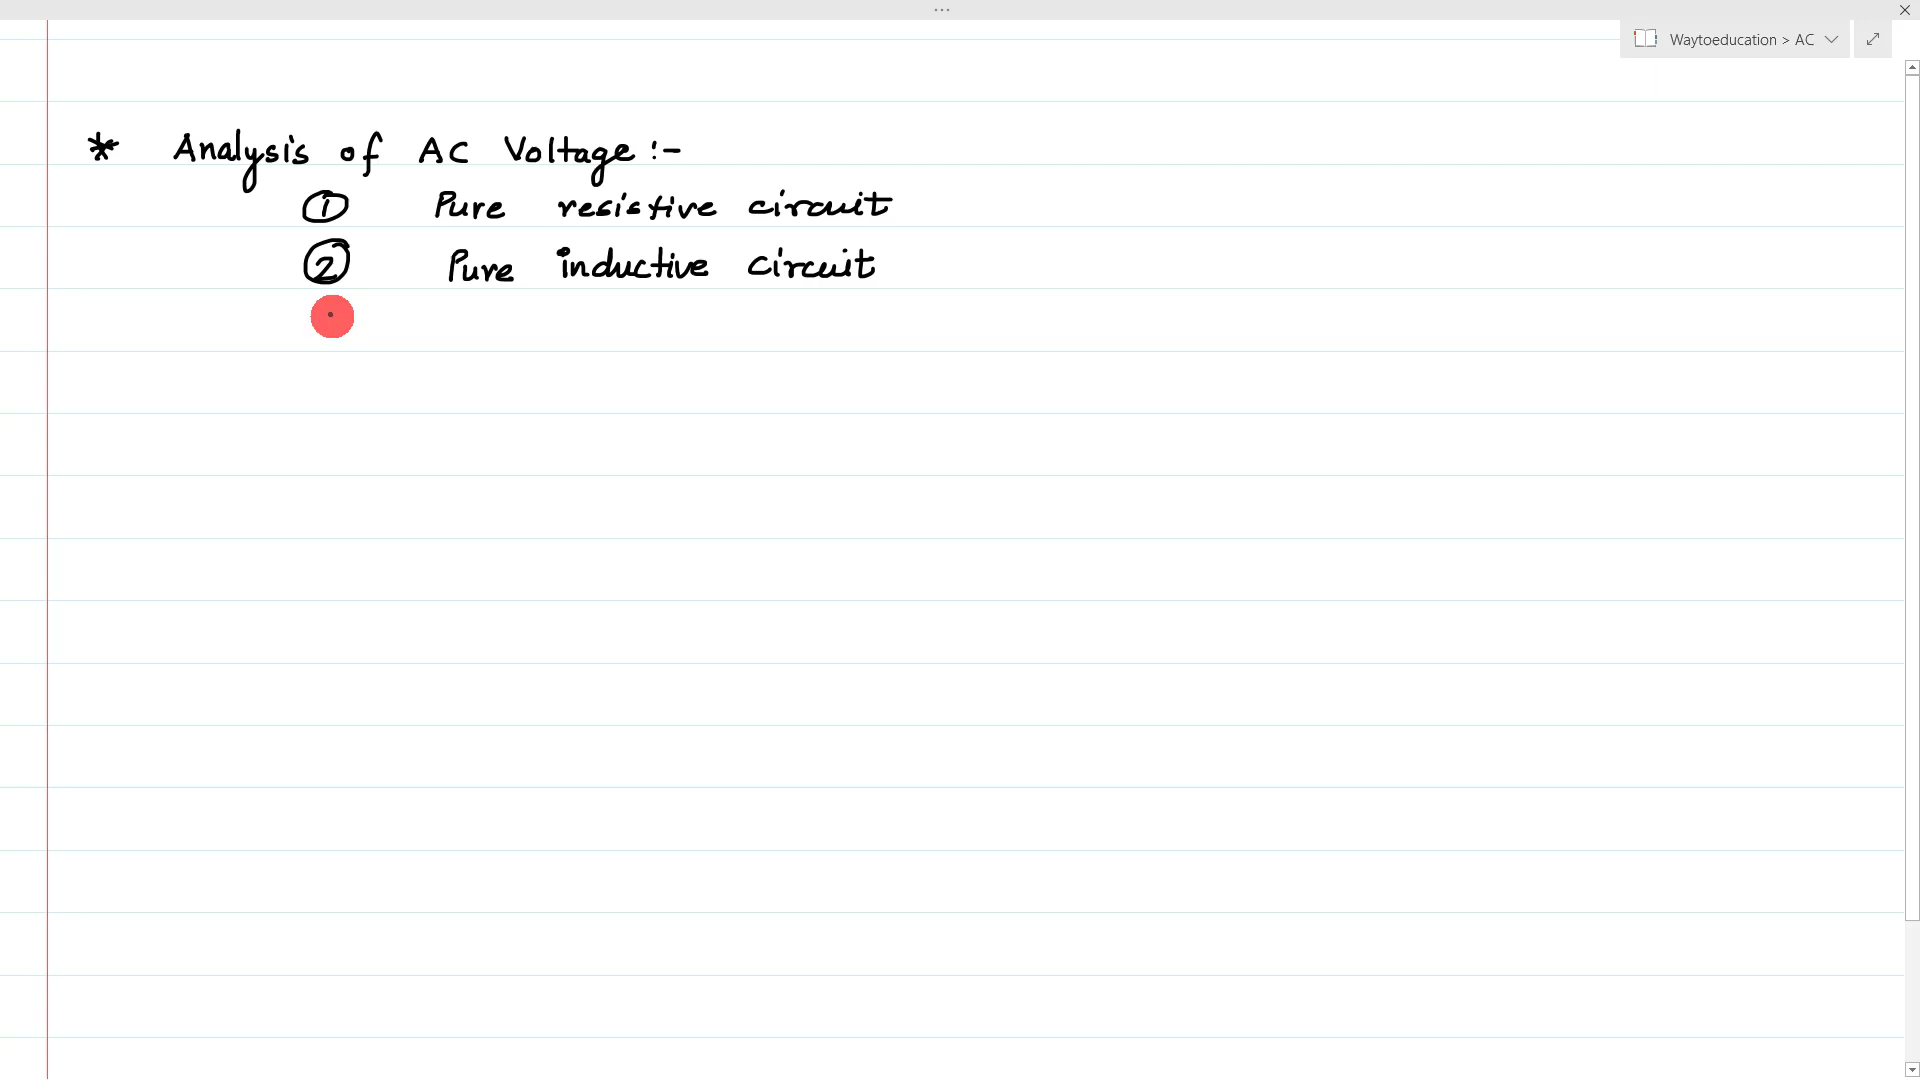 Waytoeducation > AC
* Analysis of AC Voltage :-
① Pure resistive circuit
② Pure inductive circuit